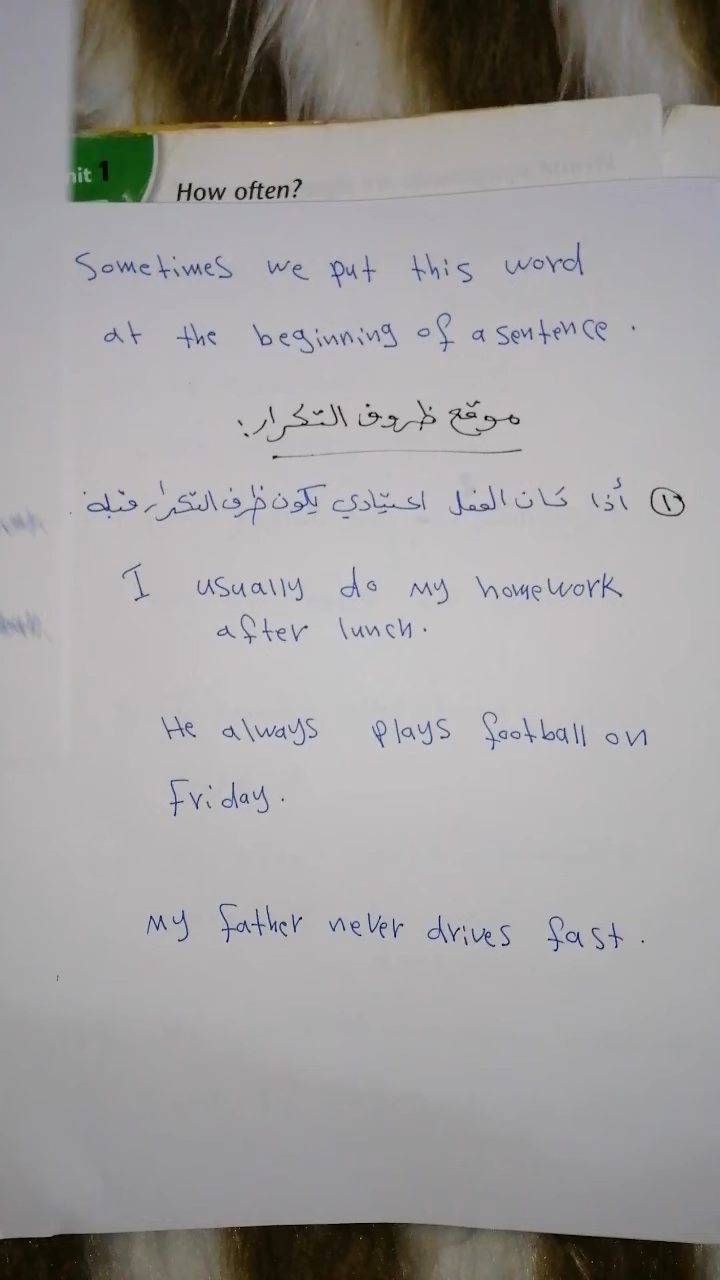 nit 1
How often?
Sometimes we put this word
at the beginning of a sentence.
موقع ظروف التكرار:
١ أذا كان الفعل اعتيادي يكون ظرف التكرار قبله.
I usually do my homework
after lunch.
He always plays football on
Friday.
My father never drives fast.